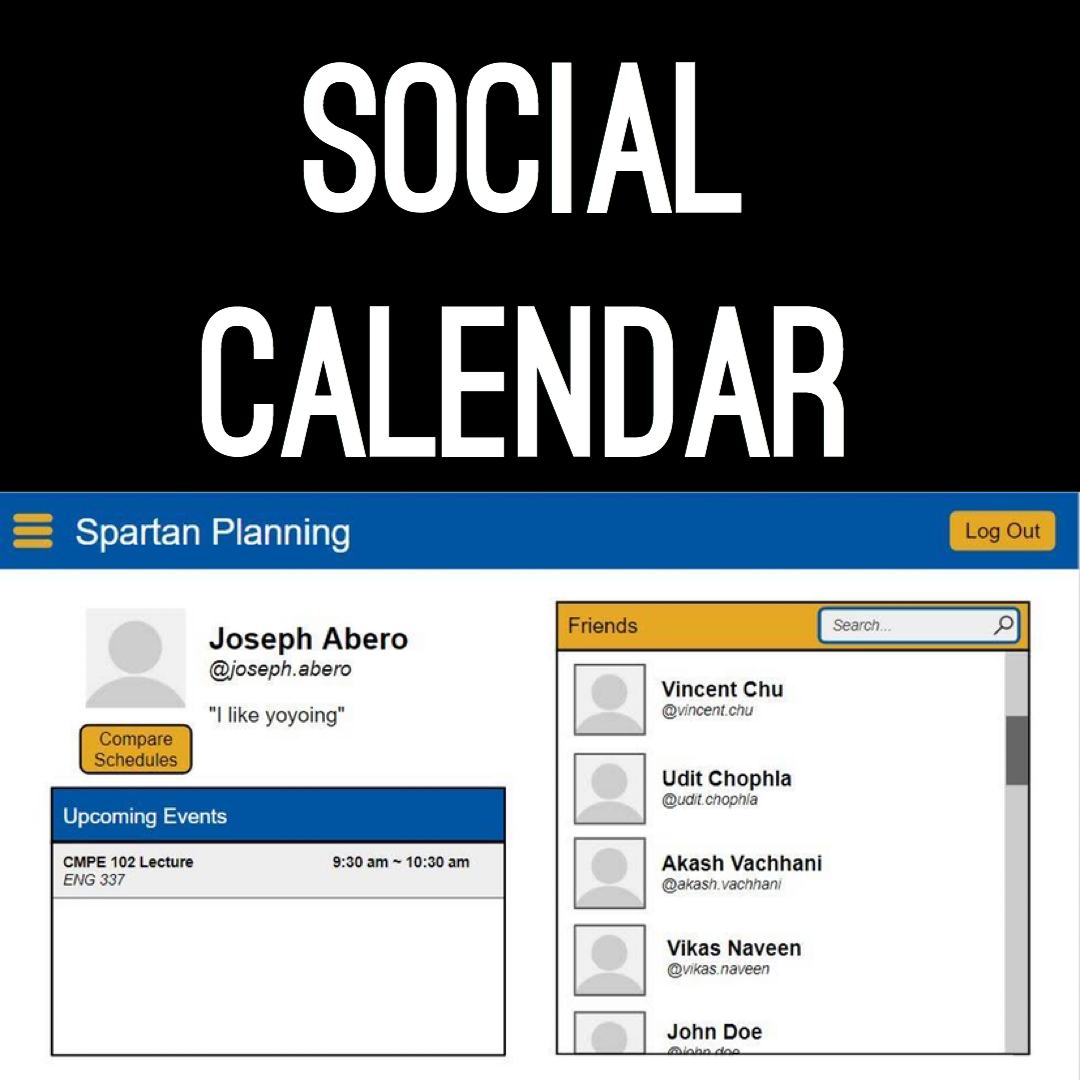 SOCIAL
CALENDAR
Spartan Planning
Log Out
Joseph Abero
@joseph.abero
"I like yoyoing"
Compare
Schedules
Upcoming Events
CMPE 102 Lecture 9:30 am ~ 10:30 am
ENG 337
Friends
Search...
Vincent Chu
@vincent.chu
Udit Chophla
@udit.chophla
Akash Vachhani
@akash.vachhani
Vikas Naveen
@vikas.naveen
John Doe
@john.doe